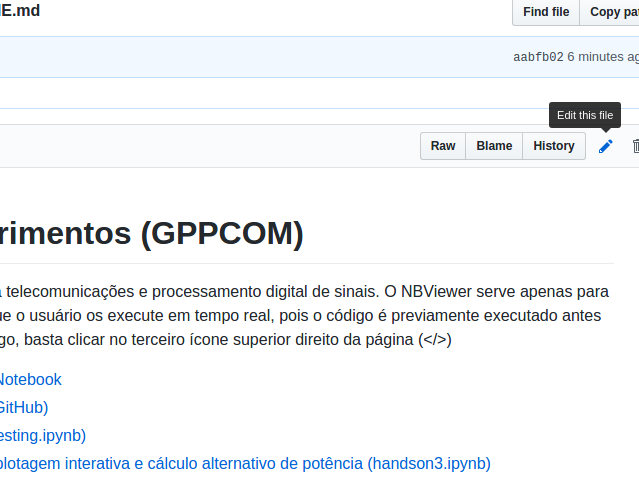 E.md
Find file
Copy pa
aabfb02 6 minutes ag
Edit this file
Raw
Blame
History
rimentos (GPPCOM)
a telecomunicações e processamento digital de sinais. O NBViewer serve apenas para
ue o usuário os execute em tempo real, pois o código é previamente executado antes
go, basta clicar no terceiro ícone superior direito da página (</>)
Notebook
GitHub)
esting.ipynb)
plotagem interativa e cálculo alternativo de potência (handson3.ipynb)